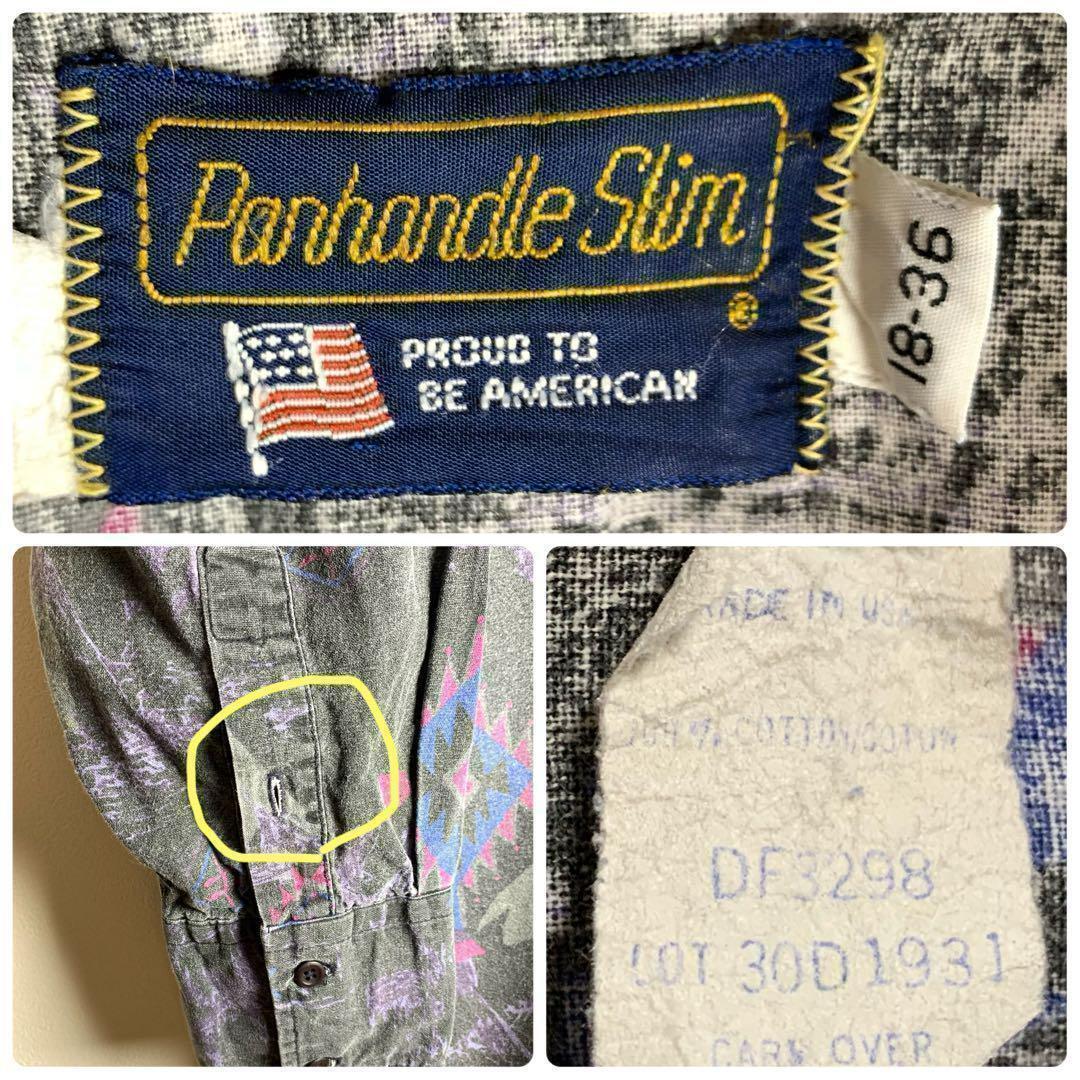 Panhandle Slim
®
PROUD TO
BE AMERICAN
18-36
MADE IN USA
100% COTTON, COTON
DF3298
LOT 30D1931
CARE OVER